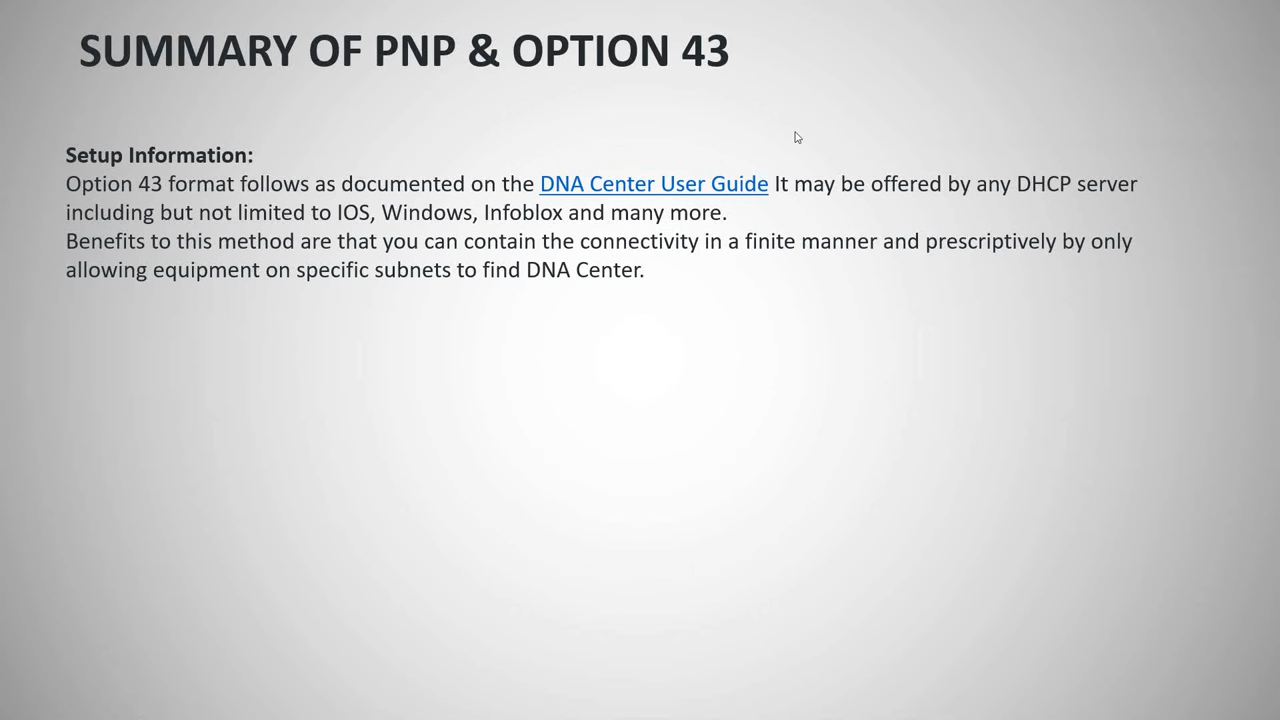 SUMMARY OF PNP & OPTION 43
Setup Information:
Option 43 format follows as documented on the DNA Center User Guide It may be offered by any DHCP server
including but not limited to IOS, Windows, Infoblox and many more.
Benefits to this method are that you can contain the connectivity in a finite manner and prescriptively by only
allowing equipment on specific subnets to find DNA Center.